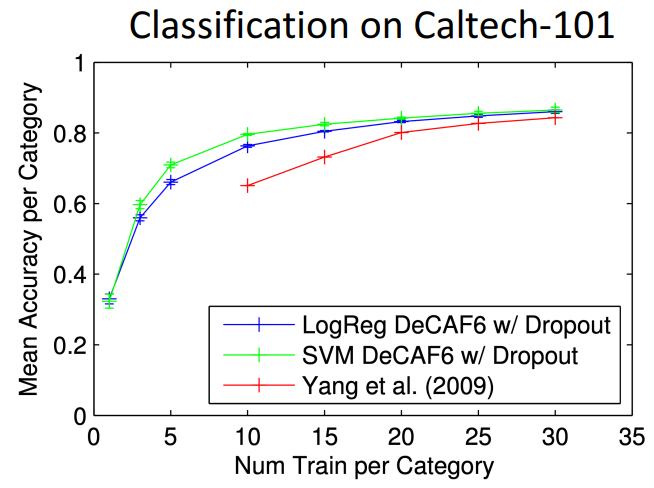 Classification on Caltech-101
Mean Accuracy per Category
1
0.8
0.6
0.4
0.2
0
LogReg DeCAF6 w/ Dropout
SVM DeCAF6 w/ Dropout
Yang et al. (2009)
0 5 10 15 20 25 30 35
Num Train per Category